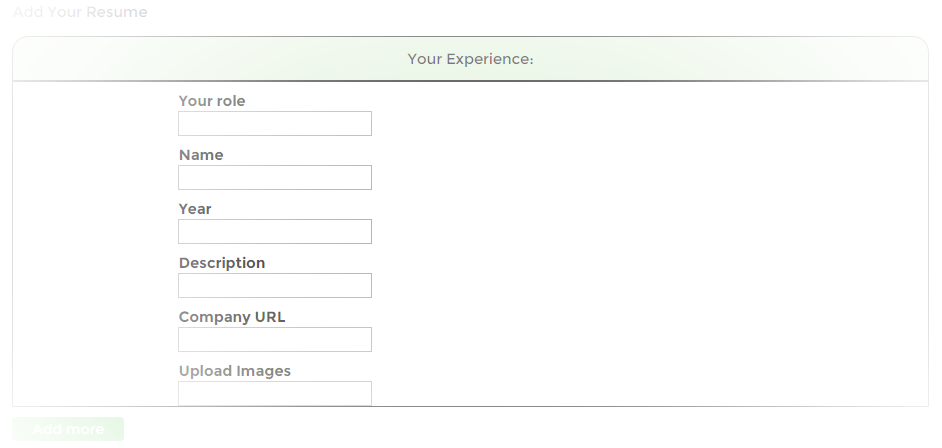 Add Your Resume
Your Experience:
Your role
Name
Year
Description
Company URL
Upload Images
Add more